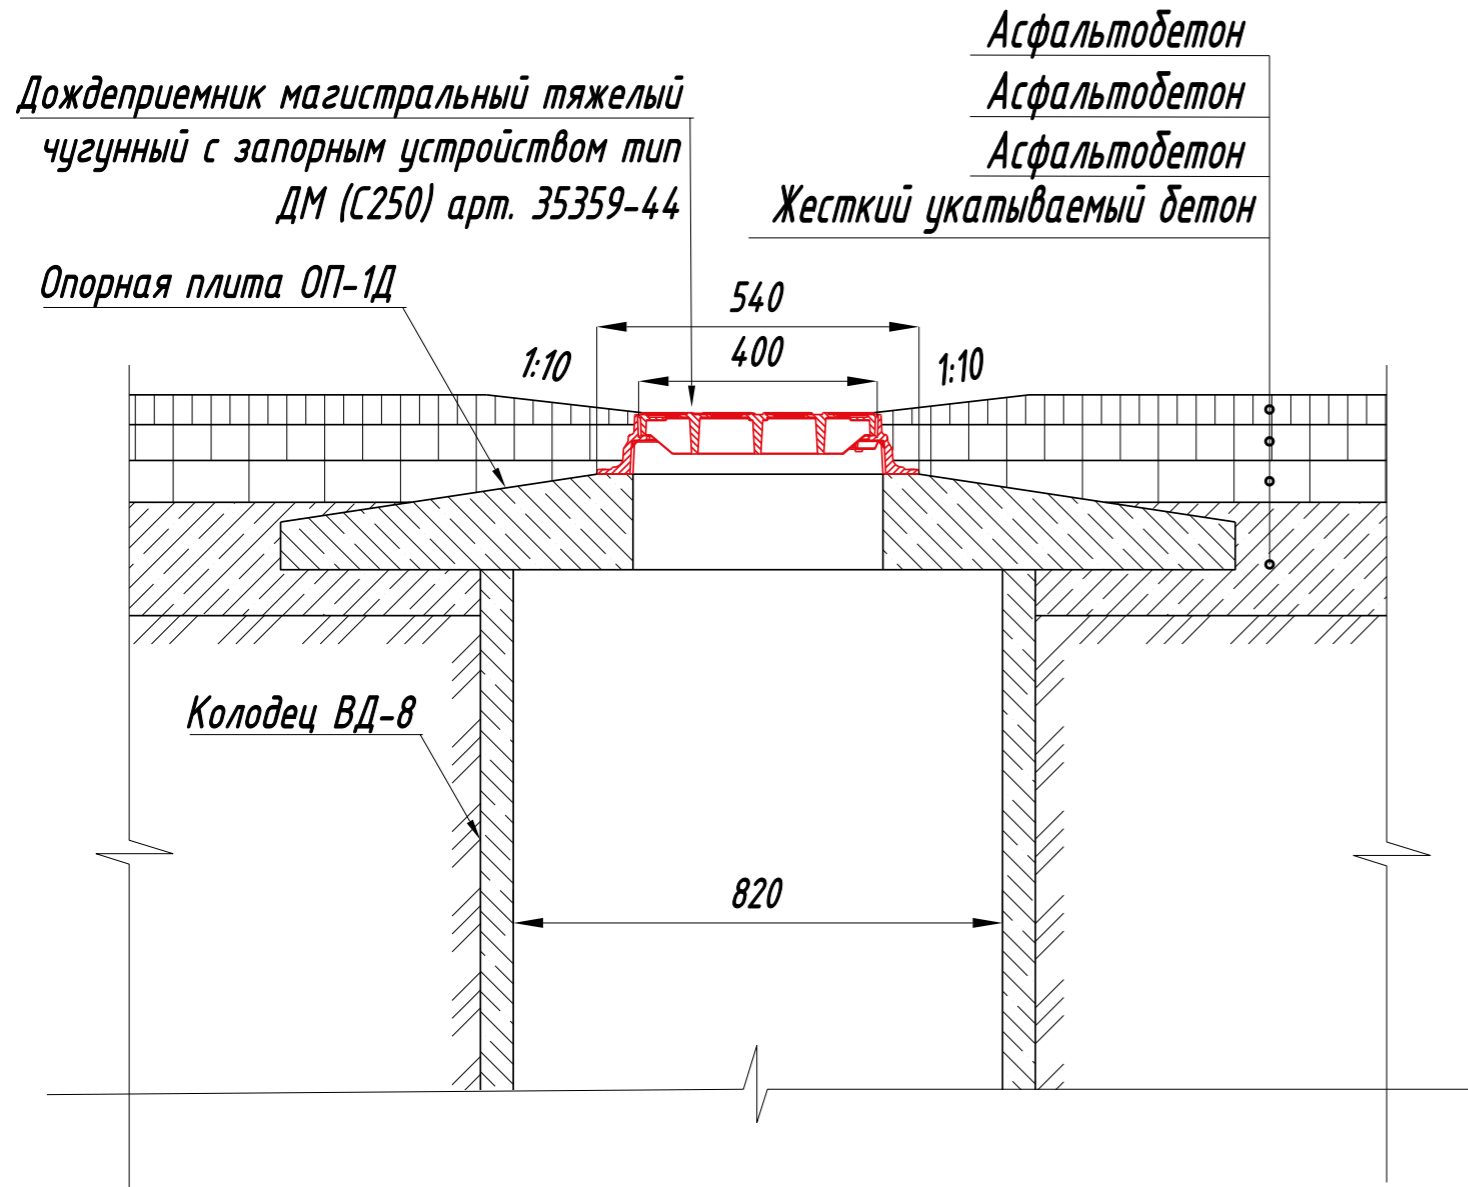 Асфальтобетон
Асфальтобетон
Асфальтобетон
Жесткий укатываемый бетон
Дождеприемник магистральный тяжелый
чугунный с запорным устройством тип
ДМ (С250) арт. 35359-44
Опорная плита ОП-1Д
540
400
1:10
1:10
Колодец ВД-8
820